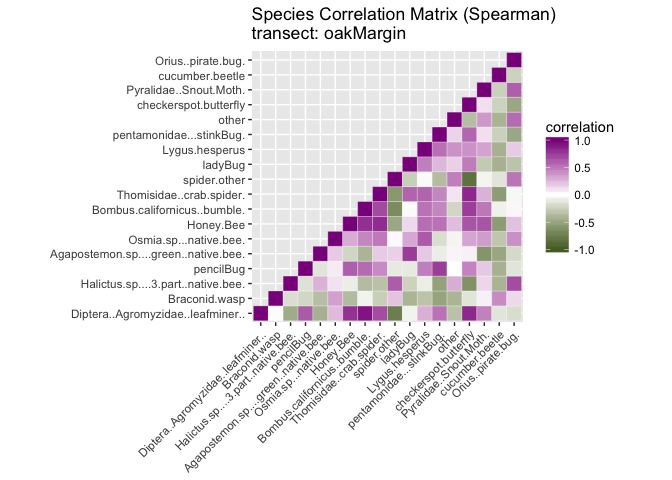 Species Correlation Matrix (Spearman)
transect: oakMargin
Orius..pirate.bug.
cucumber.beetle
Pyralidae..Snout.Moth.
checkerspot.butterfly
other
pentamonidae...stinkBug.
Lygus.hesperus
ladyBug
spider.other
Thomisidae..crab.spider.
Bombus.californicus..bumble.
Honey.Bee
Osmia.sp...native.bee.
Agapostemon.sp....green..native.bee.
pencilBug
Halictus.sp....3.part..native.bee.
Braconid.wasp
Diptera..Agromyzidae..leafminer..
Diptera..Agromyzidae..leafminer..
Braconid.wasp
Halictus.sp....3.part..native.bee.
pencilBug
Agapostemon.sp....green..native.bee.
Osmia.sp...native.bee.
Honey.Bee
Bombus.californicus..bumble.
Thomisidae..crab.spider.
spider.other
ladyBug
Lygus.hesperus
pentamonidae...stinkBug.
other
checkerspot.butterfly
Pyralidae..Snout.Moth.
cucumber.beetle
Orius..pirate.bug.
correlation
1.0
0.5
0.0
-0.5
-1.0